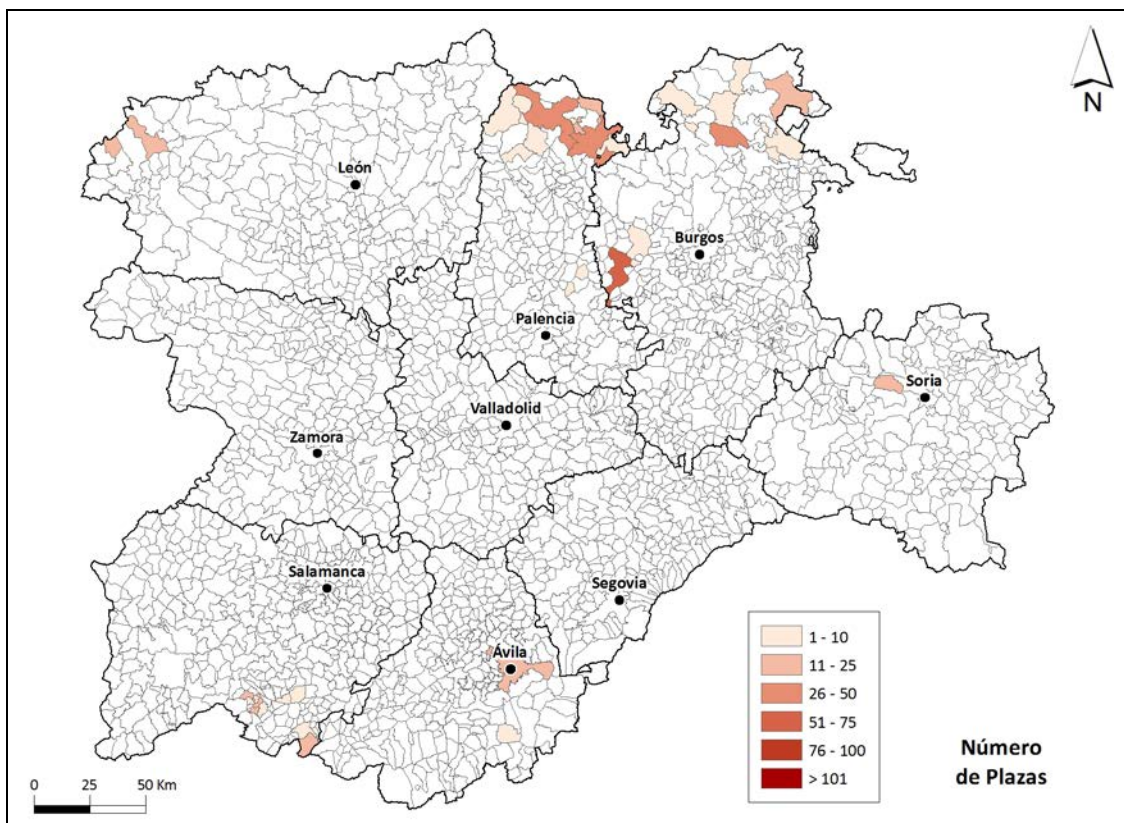 N
León
Burgos
Palencia
Soria
Valladolid
Zamora
Salamanca
Segovia
Ávila
1 - 10
11 - 25
26 - 50
51 - 75
76 - 100
> 101
Número
de Plazas
0 25 50 Km